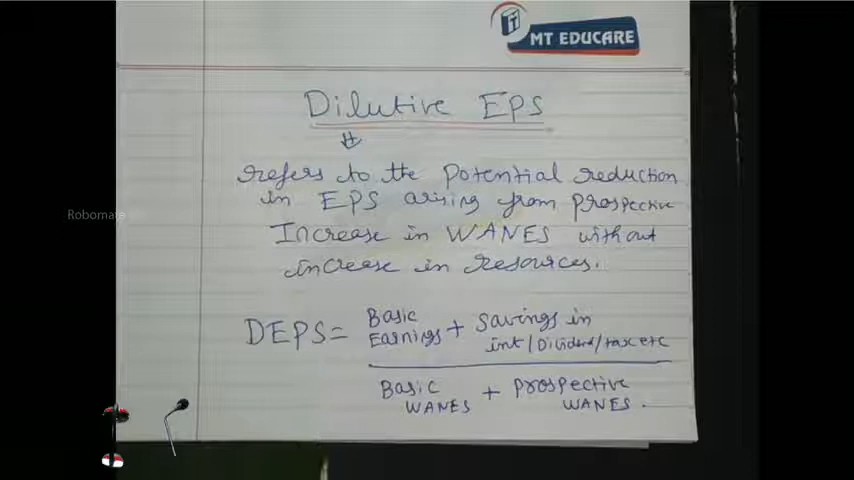 MT EDUCARE
Dilutive EPS
refers to the potential reduction
in EPS arising from prospective
Increase in WANES without
increase in resources.
Robomate
DEPS = Basic Earnings + Savings in int/Dividend/tax etc
Basic WANES + prospective WANES.